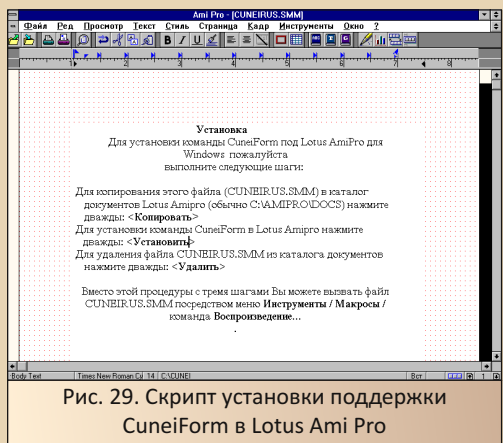 Ami Pro - [CUNEIRUS.SMM]
Файл Ред Просмотр Текст Стиль Страница Кадр Инструменты Окно ?
Установка
Для установки команды CuneiForm под Lotus AmiPro для
Windows пожалуйста
выполните следующие шаги:
Для копирования этого файла (CUNEIRUS.SMM) в каталог
документов Lotus Amipro (обычно C:\AMIPRO\DOCS) нажмите
дважды: <Копировать>
Для установки команды CuneiForm в Lotus Amipro нажмите
дважды: <Установить>
Для удаления файла CUNEIRUS.SMM из каталога документов
нажмите дважды: <Удалить>
Вместо этой процедуры с тремя шагами Вы можете вызвать файл
CUNEIRUS.SMM посредством меню Инструменты / Макросы /
команда Воспроизведение...
.
Body Text Times New Roman Cyr 14 C:\CUNEI Вст 1
Рис. 29. Скрипт установки поддержки
CuneiForm в Lotus Ami Pro